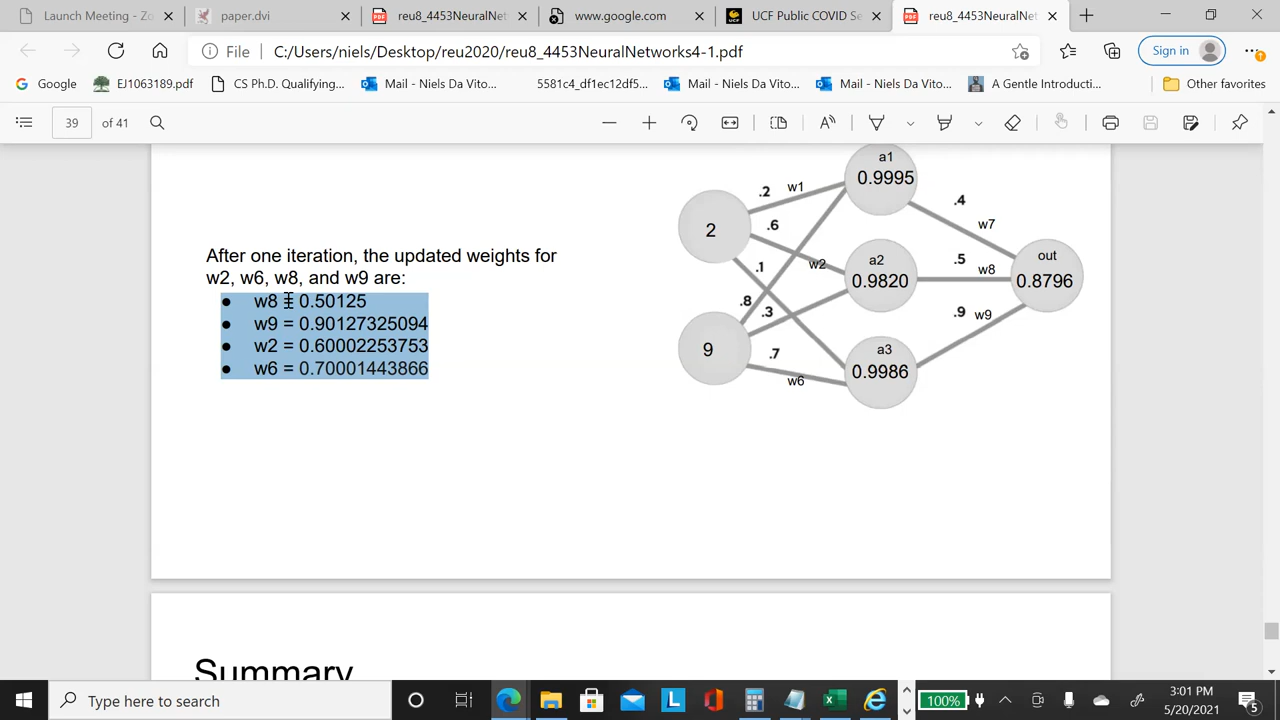 Launch Meeting - Zo
paper.dvi
reu8_4453NeuralNetw
www.google.com
UCF Public COVID Se
reu8_4453NeuralNet
File
C:/Users/niels/Desktop/reu2020/reu8_4453NeuralNetworks4-1.pdf
Sign in
Google
EJ1063189.pdf
CS Ph.D. Qualifying...
Mail - Niels Da Vito...
5581c4_df1ec12df5...
Mail - Niels Da Vito...
Mail - Niels Da Vito...
A Gentle Introducti...
Other favorites
39
of 41
After one iteration, the updated weights for
w2, w6, w8, and w9 are:
● w8 = 0.50125
● w9 = 0.90127325094
● w2 = 0.60002253753
● w6 = 0.70001443866
a1
0.9995
.2
w1
.4
w7
.6
2
w2
a2
0.9820
.5
w8
out
0.8796
.1
.8
.3
.9
w9
9
.7
w6
a3
0.9986
Summary
Type here to search
100%
3:01 PM
5/20/2021
5